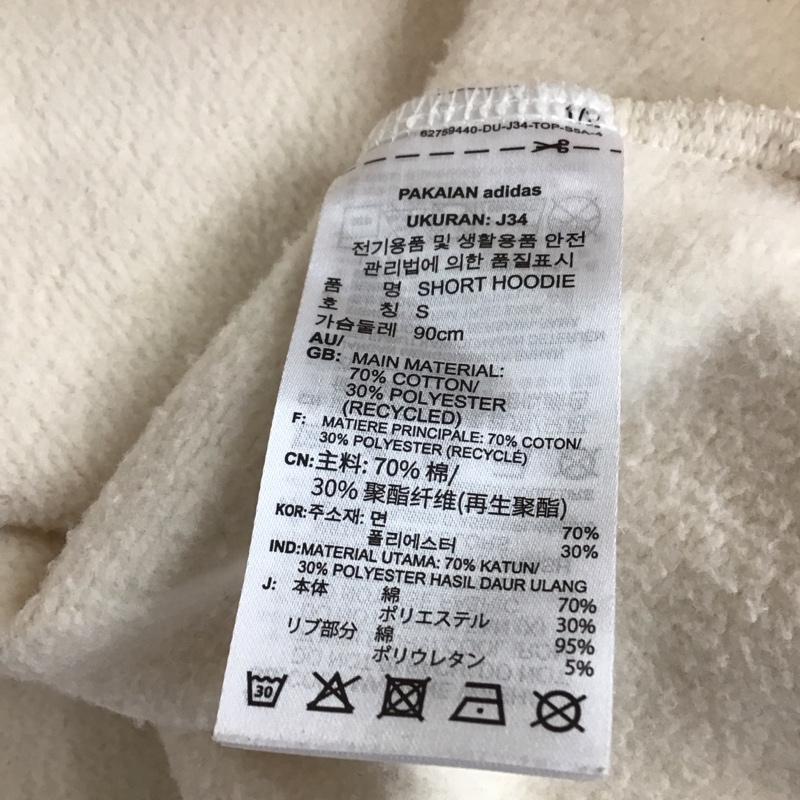 62759440-DU-J34-TOP-SSA-4
PAKAIAN adidas
UKURAN: J34
전기용품 및 생활용품 안전
관리법에 의한 품질표시
품 명 SHORT HOODIE
호 칭 S
가슴둘레 90cm
AU/
GB: MAIN MATERIAL:
70% COTTON/
30% POLYESTER
(RECYCLED)
F: MATIERE PRINCIPALE: 70% COTON/
30% POLYESTER (RECYCLÉ)
CN:主料: 70% 棉/
30% 聚酯纤维(再生聚酯)
KOR:주소재: 면 70%
폴리에스터 30%
IND:MATERIAL UTAMA: 70% KATUN/
30% POLYESTER HASIL DAUR ULANG
J: 本体 綿 70%
ポリエステル 30%
リブ部分 綿 95%
ポリウレタン 5%
30